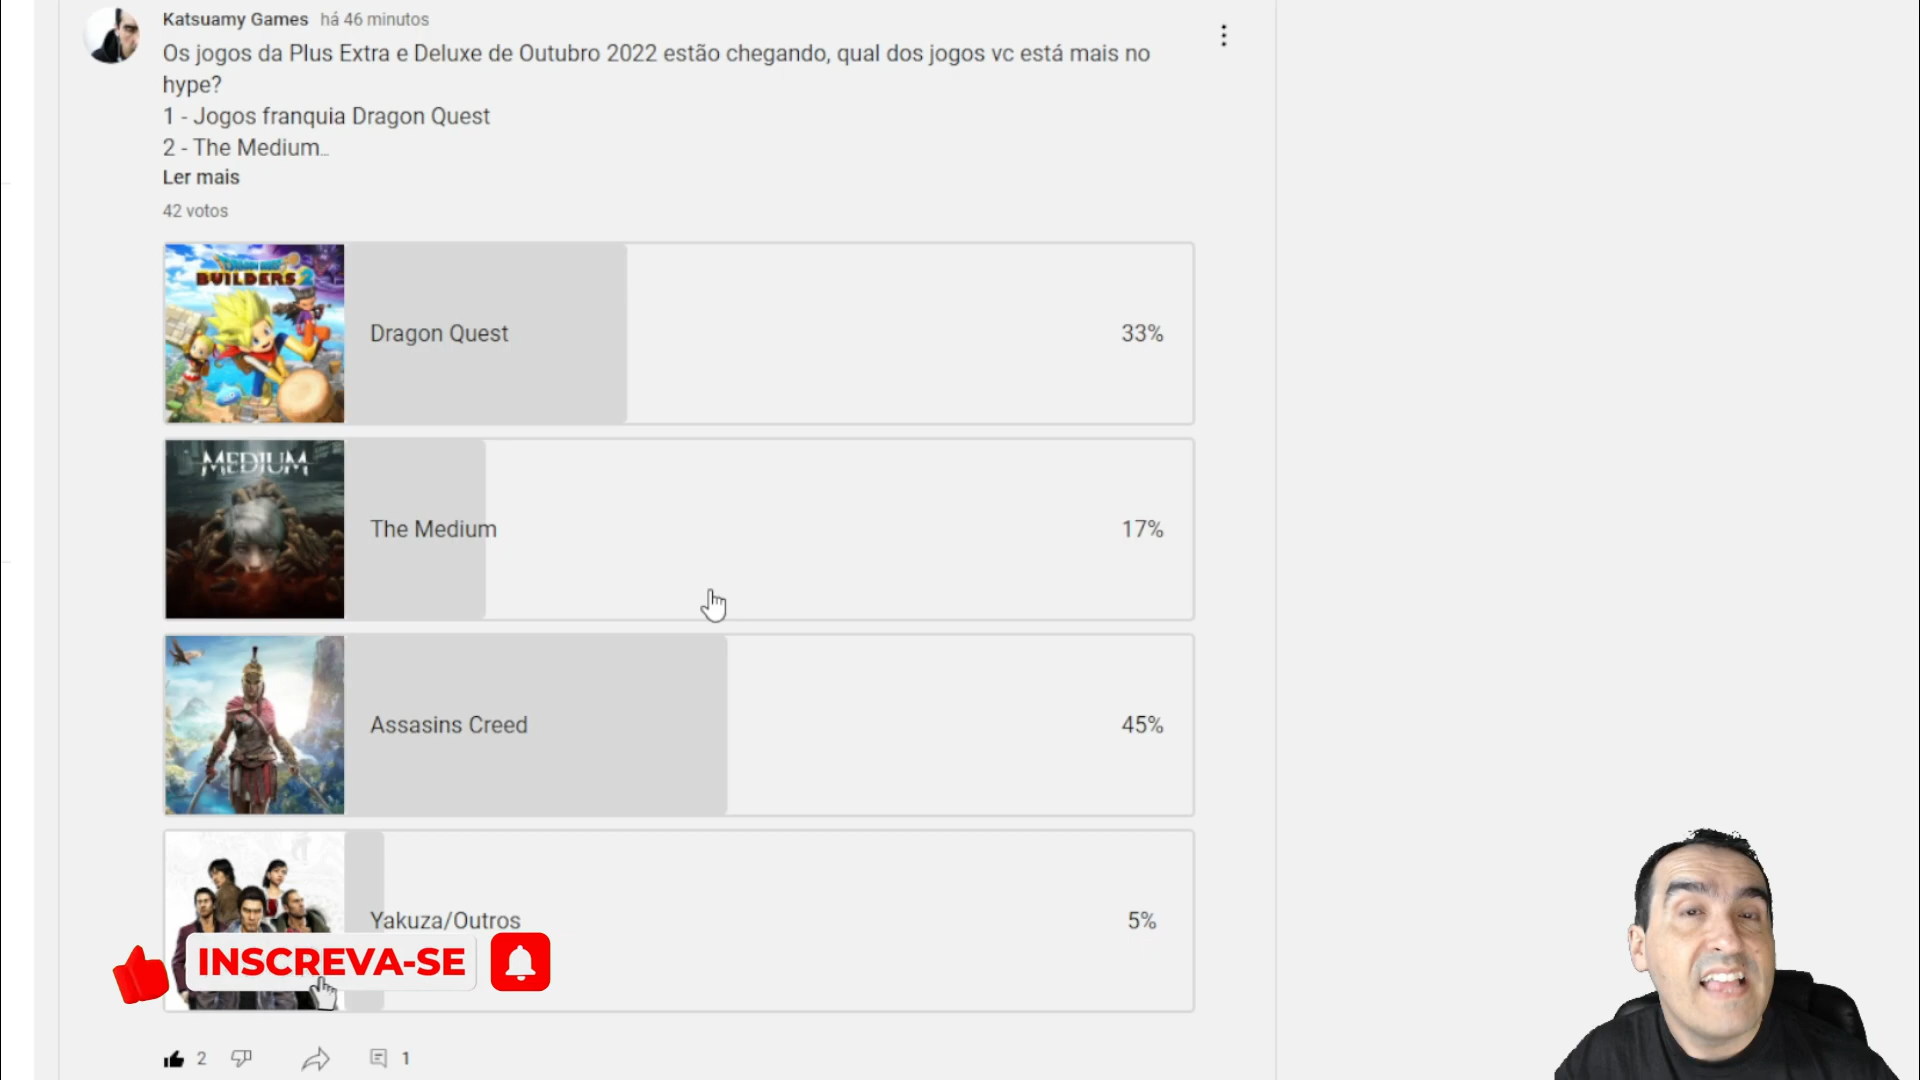 Katsuamy Games há 46 minutos
Os jogos da Plus Extra e Deluxe de Outubro 2022 estão chegando, qual dos jogos vc está mais no
hype?
1 - Jogos franquia Dragon Quest
2 - The Medium...
Ler mais
42 votos
BUILDERS 2
Dragon Quest
33%
MEDIUM
The Medium
17%
Assasins Creed
45%
Yakuza/Outros
5%
INSCREVA-SE
2
1